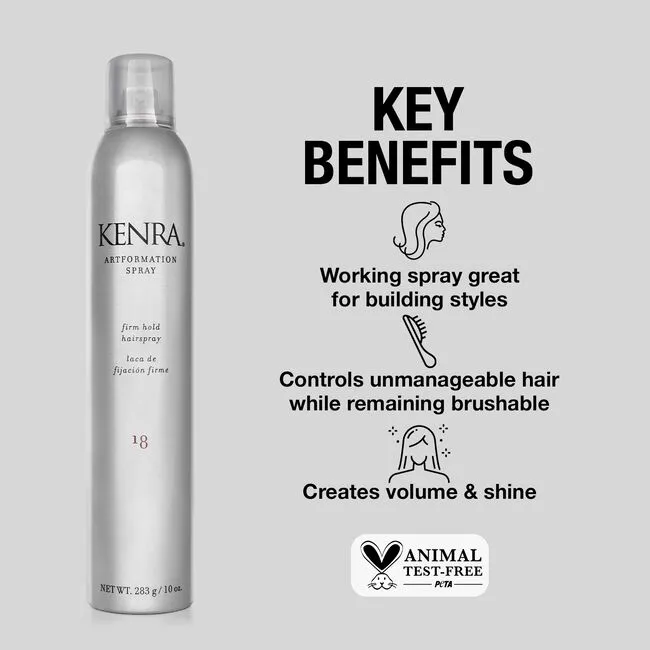 KENRA®
ARTFORMATION
SPRAY
firm hold
hairspray
laca de
fijación firme
18
NET WT. 283 g / 10 oz.
KEY
BENEFITS
Working spray great
for building styles
Controls unmanageable hair
while remaining brushable
Creates volume & shine
ANIMAL
TEST-FREE
PETA